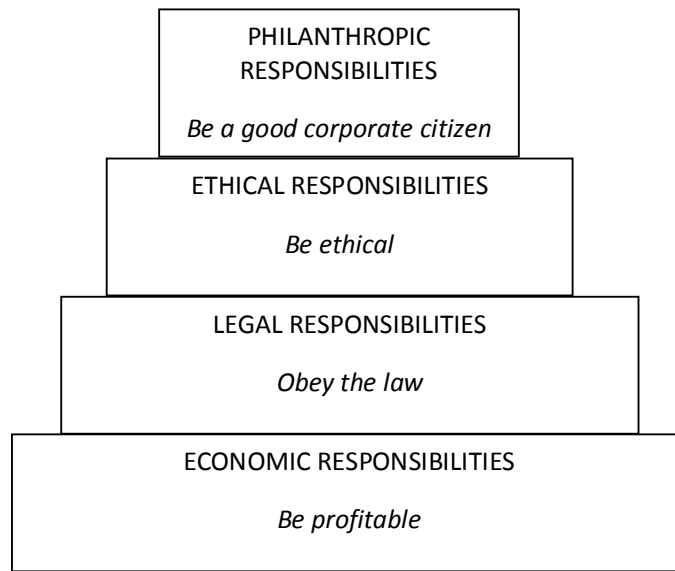 PHILANTHROPIC
RESPONSIBILITIES
Be a good corporate citizen
ETHICAL RESPONSIBILITIES
Be ethical
LEGAL RESPONSIBILITIES
Obey the law
ECONOMIC RESPONSIBILITIES
Be profitable